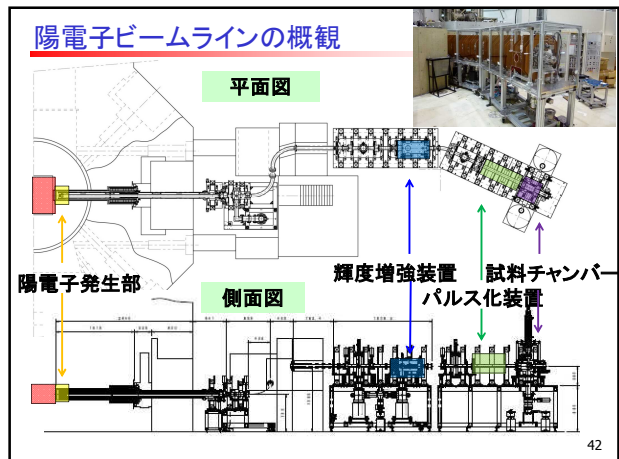 陽電子ビームラインの概観
平面図
陽電子発生部
側面図
輝度増強装置
試料チャンバー
パルス化装置
42